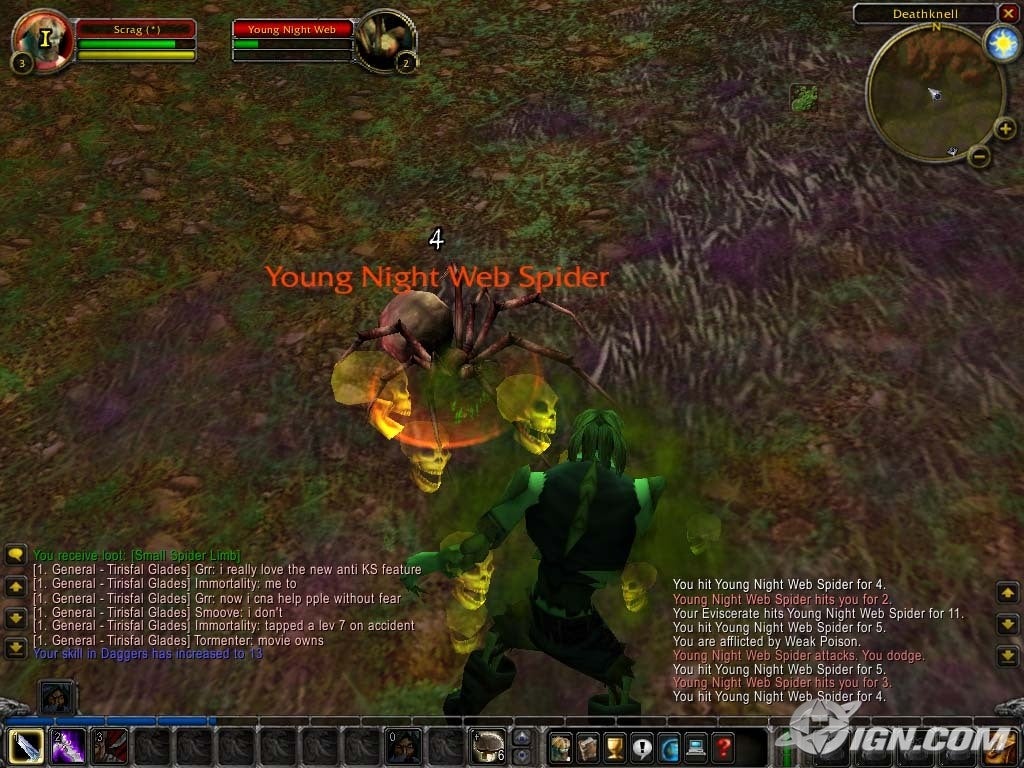 Scrag (*)
I
3
Young Night Web
2
Deathknell
N
4
Young Night Web Spider
You receive loot: [Small Spider Limb]
[1. General - Tirisfal Glades] Grr: i really love the new anti KS feature
[1. General - Tirisfal Glades] Immortality: me to
[1. General - Tirisfal Glades] Grr: now i cna help pple without fear
[1. General - Tirisfal Glades] Smoove: i don't
[1. General - Tirisfal Glades] Immortality: tapped a lev 7 on accident
[1. General - Tirisfal Glades] Tormenter: movie owns
Your skill in Daggers has increased to 13
You hit Young Night Web Spider for 4.
Young Night Web Spider hits you for 2.
Your Eviscerate hits Young Night Web Spider for 11.
You hit Young Night Web Spider for 5.
You are afflicted by Weak Poison.
Young Night Web Spider attacks. You dodge.
You hit Young Night Web Spider for 5.
Young Night Web Spider hits you for 3.
You hit Young Night Web Spider for 4.
1 2 3 0 6
! ?
IGN.COM